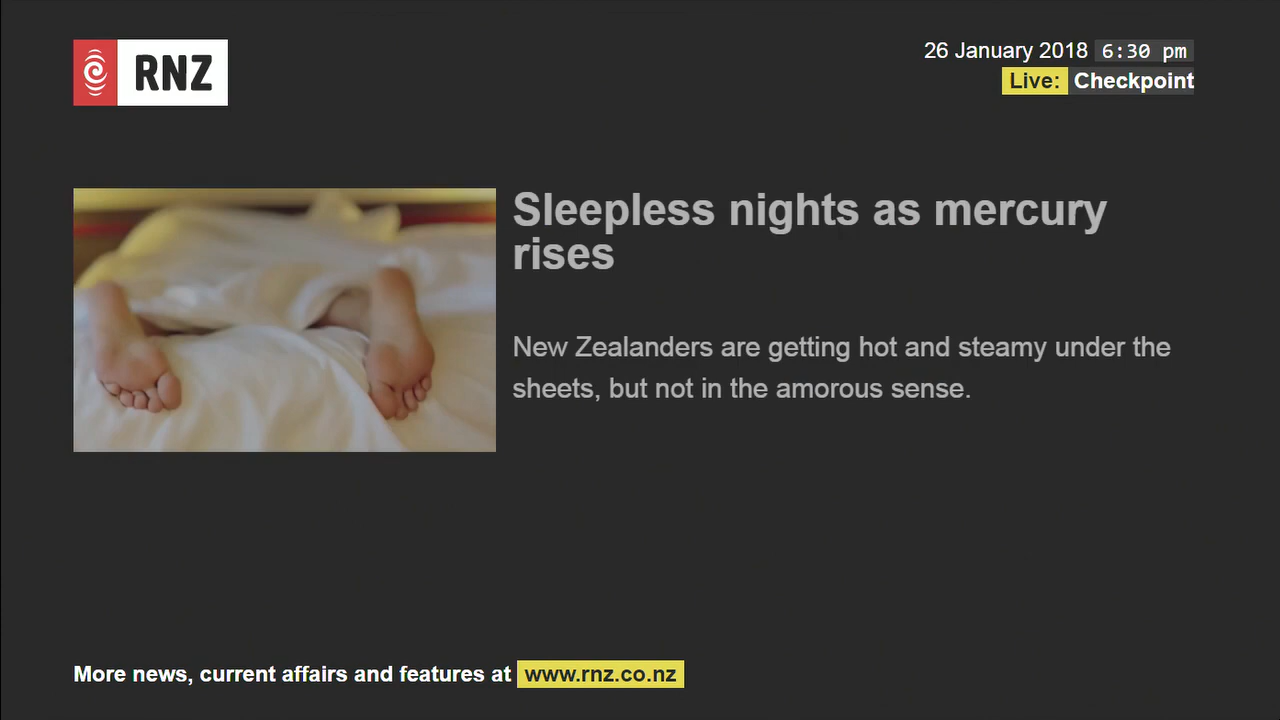 RNZ
26 January 2018 6:30 pm
Live: Checkpoint
Sleepless nights as mercury
rises
New Zealanders are getting hot and steamy under the
sheets, but not in the amorous sense.
More news, current affairs and features at www.rnz.co.nz